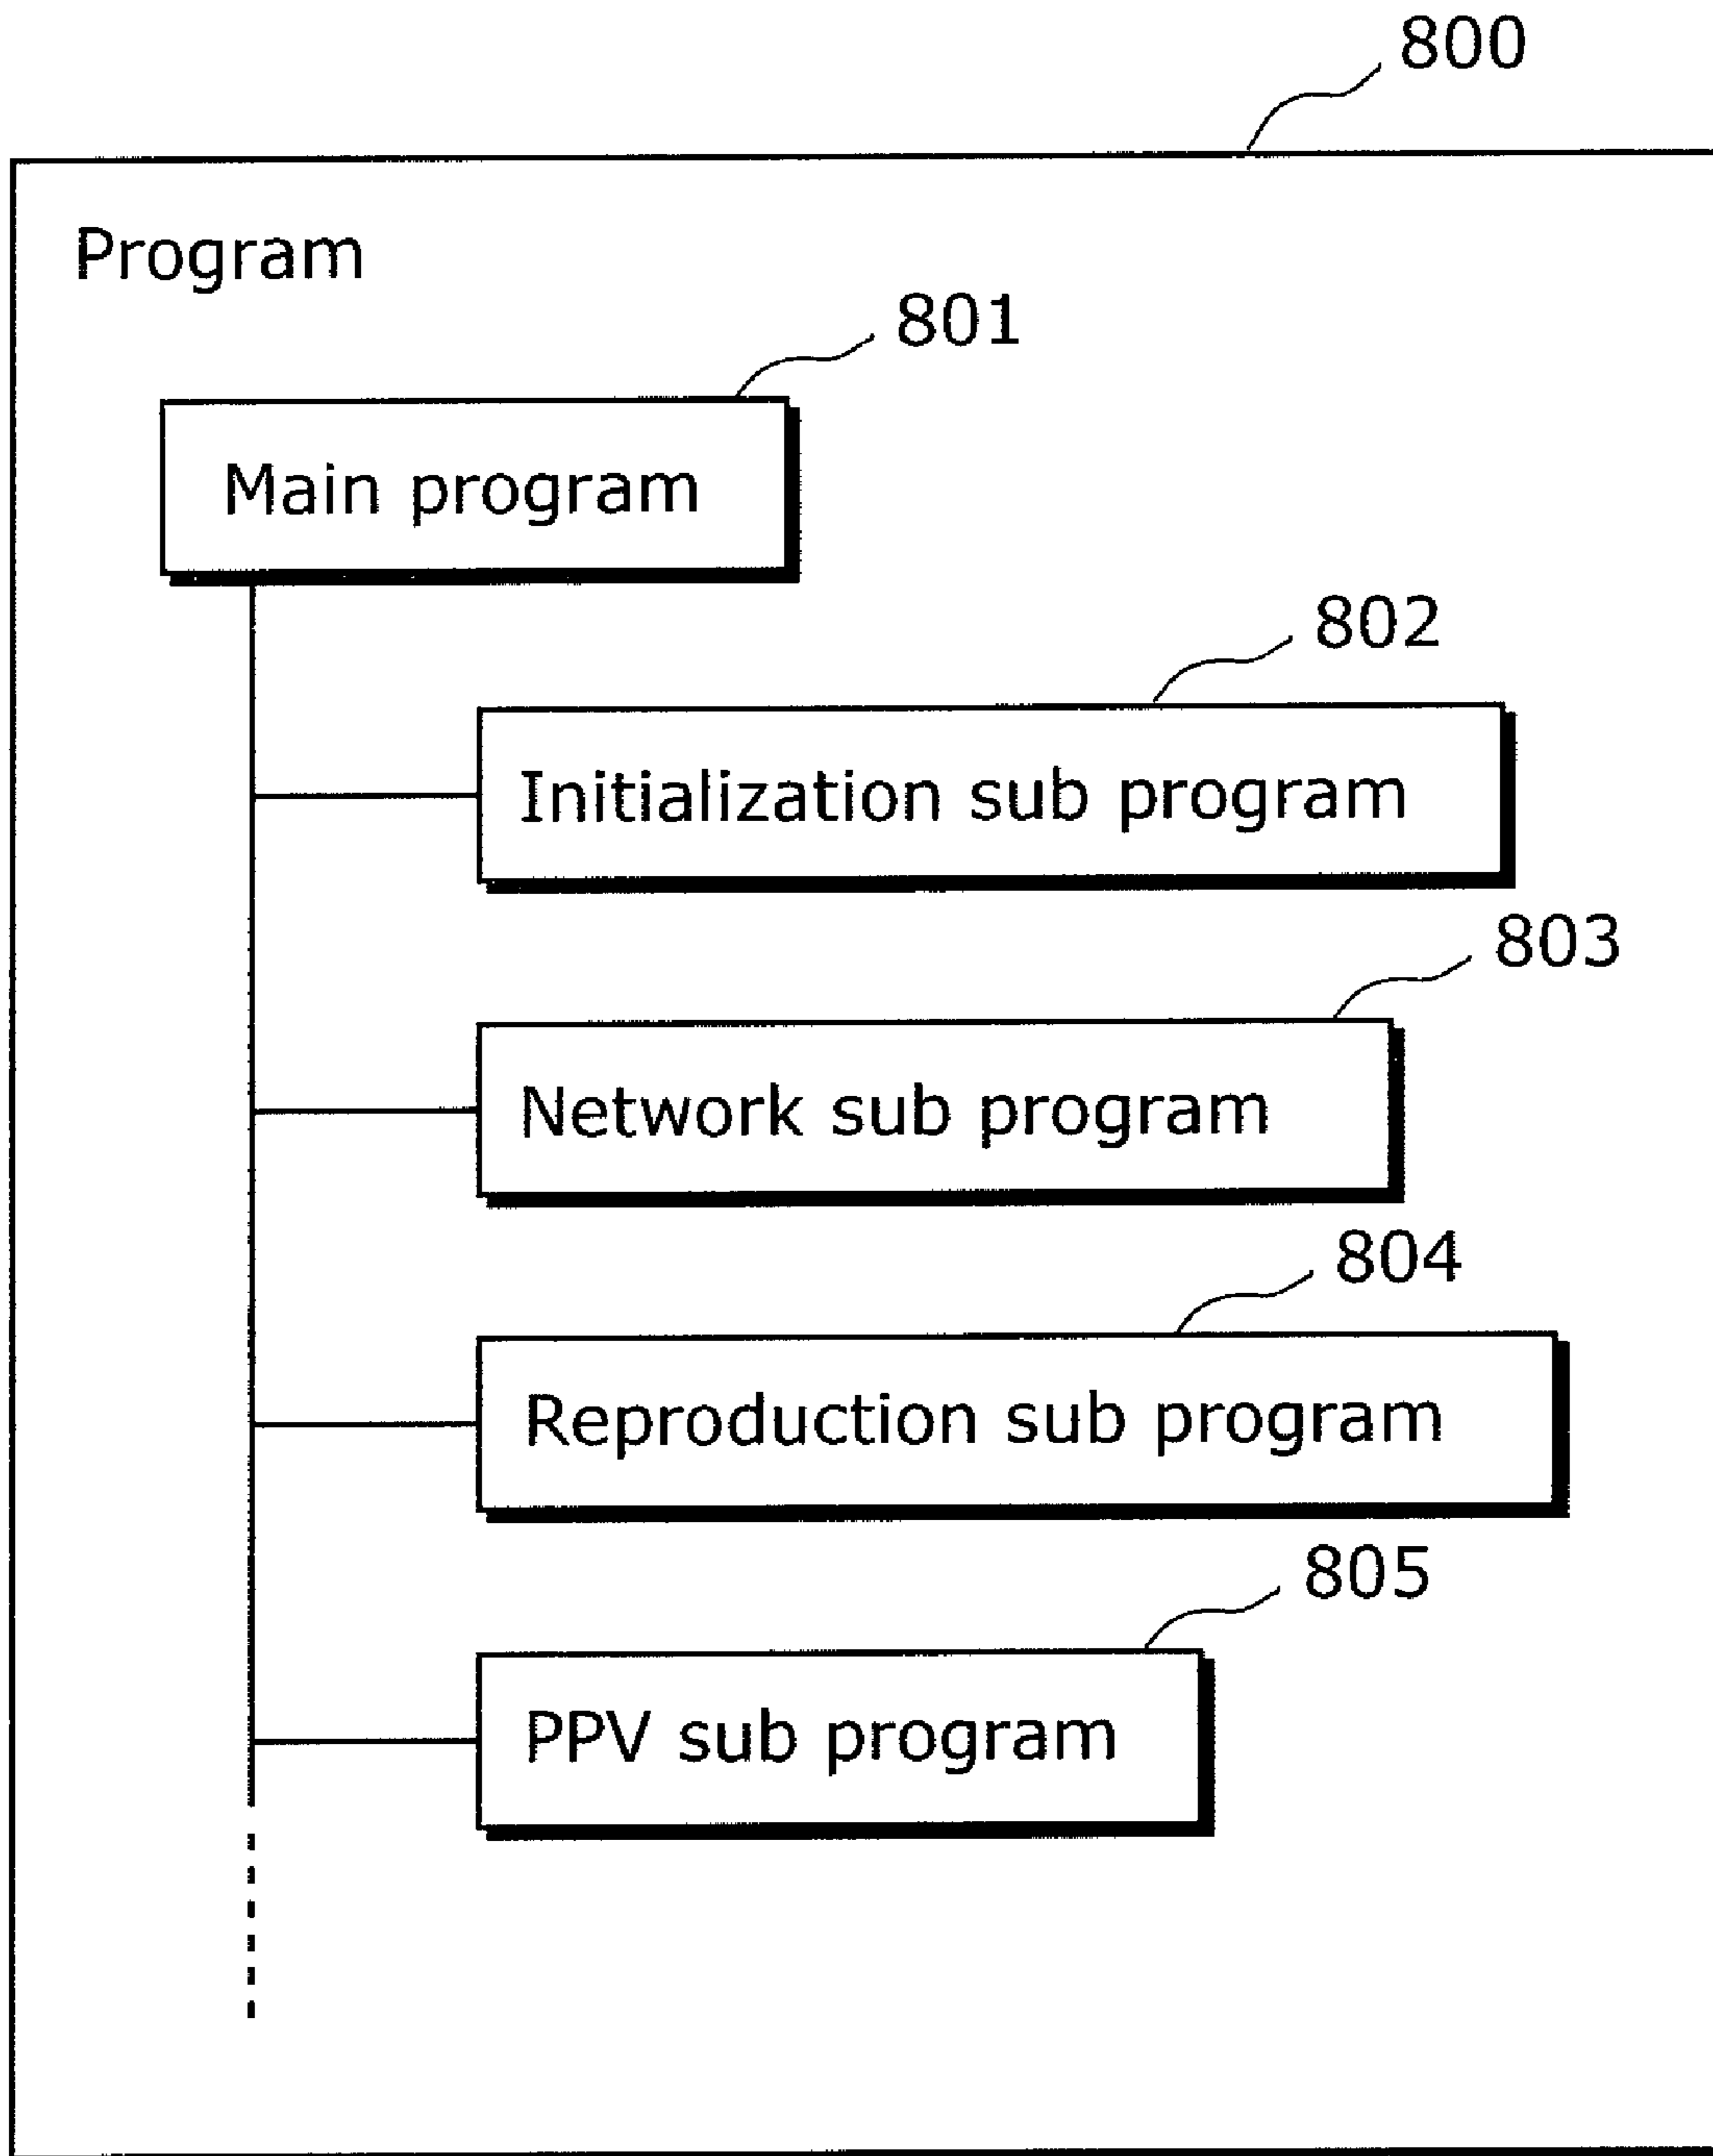 800
Program
801
Main program
802
Initialization sub program
803
Network sub program
804
Reproduction sub program
805
PPV sub program